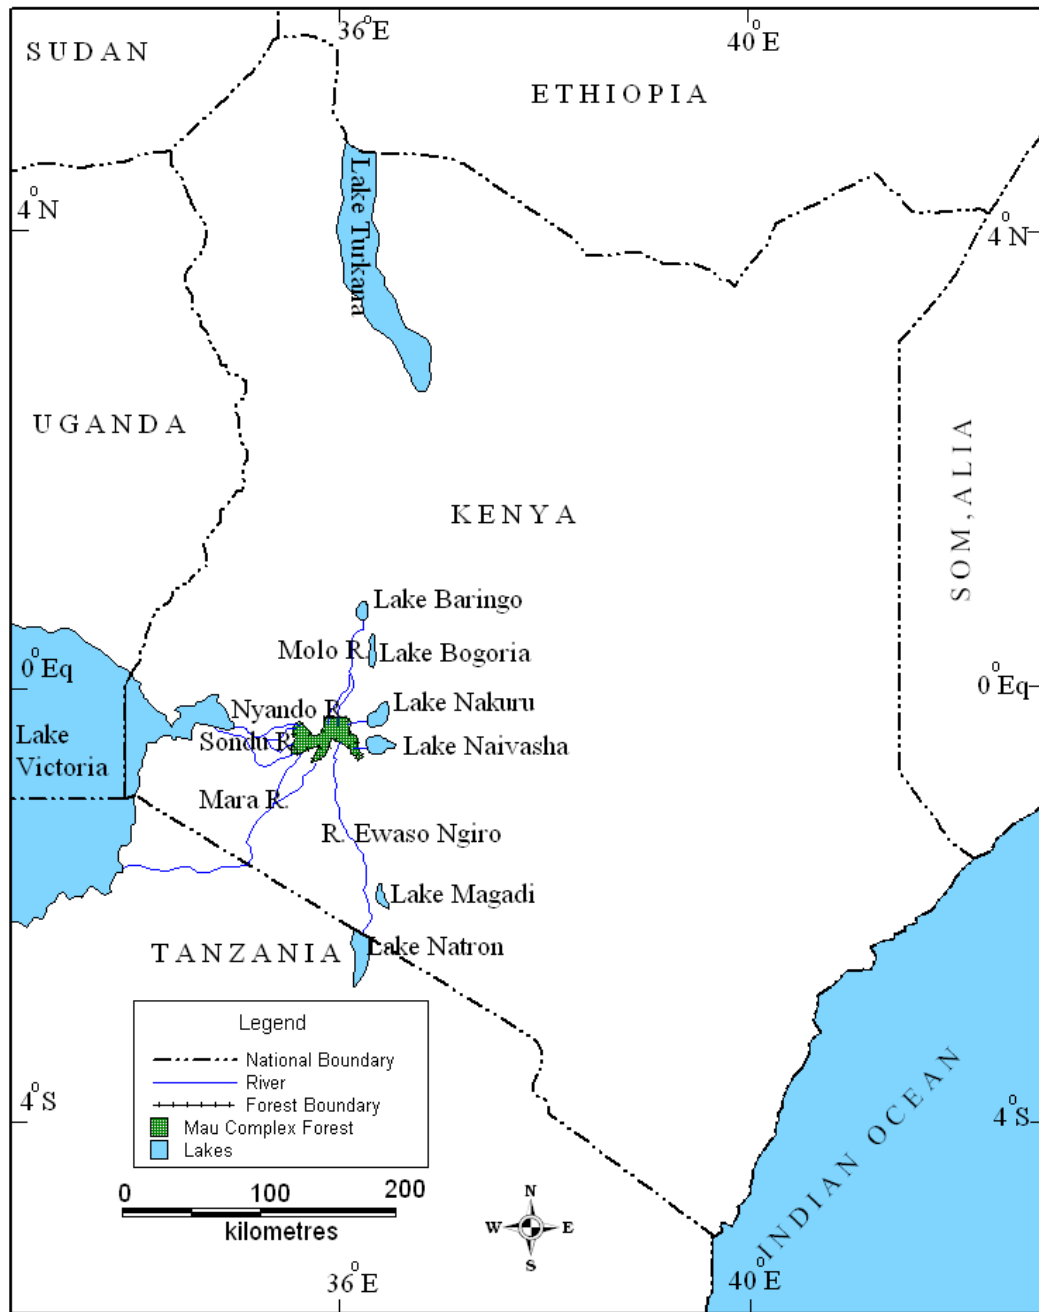 36°E
40°E
SUDAN
ETHIOPIA
Lake Turkana
4°N
4°N
UGANDA
SOM,ALIA
KENYA
Lake Baringo
Molo R.
Lake Bogoria
0°Eq
0°Eq
Nyando R.
Lake Nakuru
Lake
Victoria
Sondu R
Lake Naivasha
Mara R.
R. Ewaso Ngiro
Lake Magadi
TANZANIA
Lake Natron
Legend
National Boundary
River
Forest Boundary
Mau Complex Forest
Lakes
4°S
4°S
INDIAN OCEAN
0 100 200
kilometres
N
W E
S
36°E
40°E